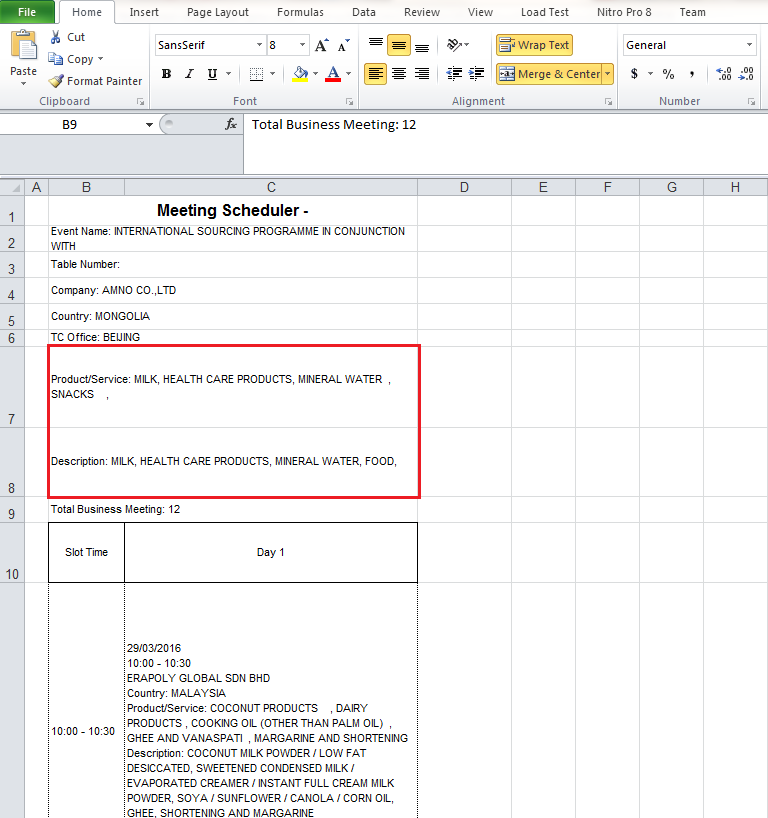 File Home Insert Page Layout Formulas Data Review View Load Test Nitro Pro 8 Team
Paste
Cut
Copy
Format Painter
Clipboard
SansSerif 8 A A
B I U A
Font
Wrap Text
Merge & Center
Alignment
General
$ % ,
Number
B9 fx Total Business Meeting: 12
A B C D E F G H
1 Meeting Scheduler -
2 Event Name: INTERNATIONAL SOURCING PROGRAMME IN CONJUNCTION
WITH
3 Table Number:
4 Company: AMNO CO.,LTD
5 Country: MONGOLIA
6 TC Office: BEIJING
Product/Service: MILK, HEALTH CARE PRODUCTS, MINERAL WATER ,
SNACKS ,
7
Description: MILK, HEALTH CARE PRODUCTS, MINERAL WATER, FOOD,
8
9 Total Business Meeting: 12
Slot Time Day 1
10
29/03/2016
10:00 - 10:30
ERAPOLY GLOBAL SDN BHD
Country: MALAYSIA
Product/Service: COCONUT PRODUCTS , DAIRY
PRODUCTS , COOKING OIL (OTHER THAN PALM OIL) ,
10:00 - 10:30 GHEE AND VANASPATI , MARGARINE AND SHORTENING
Description: COCONUT MILK POWDER / LOW FAT
DESICCATED, SWEETENED CONDENSED MILK /
EVAPORATED CREAMER / INSTANT FULL CREAM MILK
POWDER, SOYA / SUNFLOWER / CANOLA / CORN OIL,
GHEE, SHORTENING AND MARGARINE